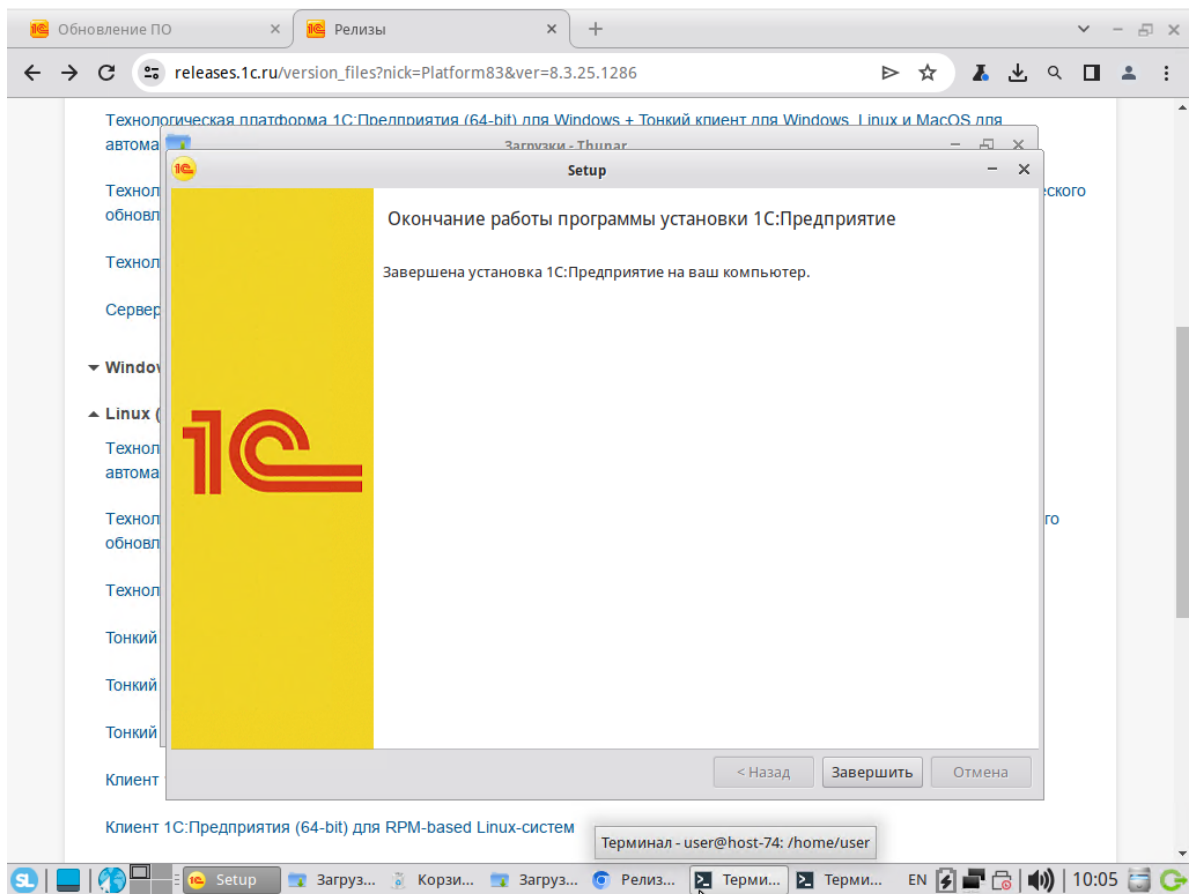 Обновление ПО
Релизы
releases.1c.ru/version_files?nick=Platform83&ver=8.3.25.1286
Технологическая платформа 1С:Предприятия (64-bit) для Windows + Тонкий клиент для Windows, Linux и MacOS для
автома
Загрузки - Thunar
Setup
Технол
еского
обновл
Окончание работы программы установки 1С:Предприятие
Технол
Завершена установка 1С:Предприятие на ваш компьютер.
Сервер
Window
Linux (
Технол
автома
1С
Технол
го
обновл
Технол
Тонкий
Тонкий
Тонкий
Клиент
< Назад
Завершить
Отмена
Клиент 1С:Предприятия (64-bit) для RPM-based Linux-систем
Терминал - user@host-74: /home/user
SL
Setup
Загруз...
Корзи...
Загруз...
Релиз...
Терми...
Терми...
EN
10:05